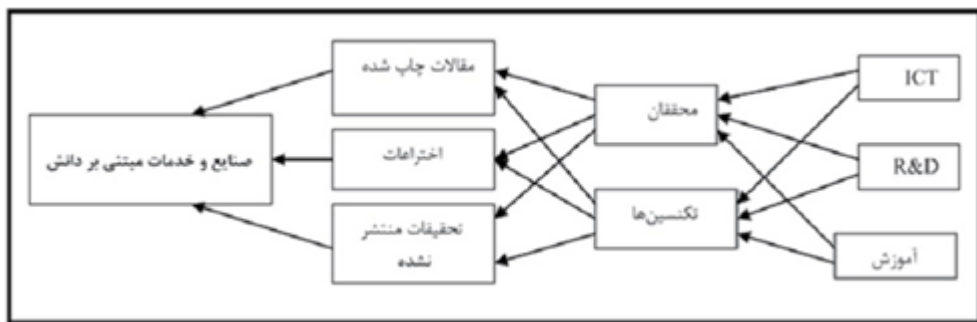 ICT
R&D
آموزش
محققان
تکنسین‌ها
مقالات چاپ شده
اختراعات
تحقیقات منتشر
نشده
صنایع و خدمات مبتنی بر دانش